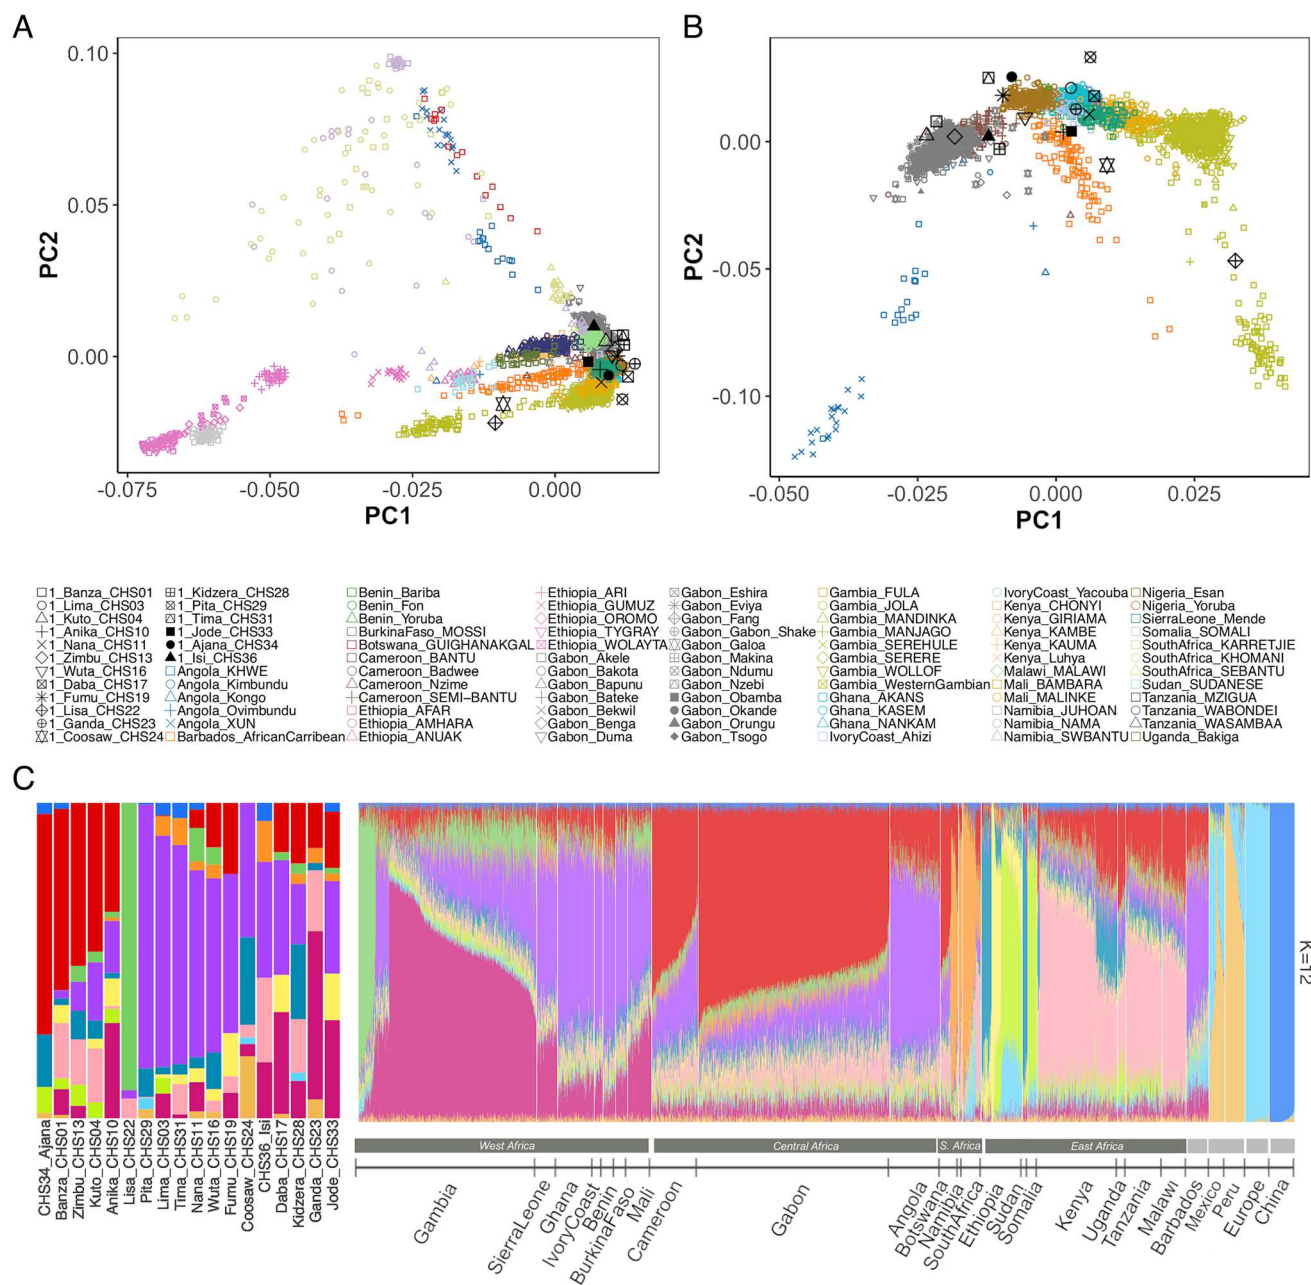 A
B
0.10
0.05
0.00
PC2
-0.075
-0.050
-0.025
0.000
PC1
0.00
-0.05
-0.10
PC2
-0.050
-0.025
0.000
0.025
PC1
1_Banza_CHS01
1_Lima_CHS03
1_Kuto_CHS04
1_Anika_CHS10
1_Nana_CHS11
1_Zimbu_CHS13
1_Wuta_CHS16
1_Daba_CHS17
1_Fumu_CHS19
1_Lisa_CHS22
1_Ganda_CHS23
1_Coosaw_CHS24
1_Kidzera_CHS28
1_Pita_CHS29
1_Tima_CHS31
1_Jode_CHS33
1_Ajana_CHS34
1_Isi_CHS36
Angola_KHWE
Angola_Kimbundu
Angola_Kongo
Angola_Ovimbundu
Angola_XUN
Barbados_AfricanCarribean
Benin_Bariba
Benin_Fon
Benin_Yoruba
BurkinaFaso_MOSSI
Botswana_GUIGHANAKGAL
Cameroon_BANTU
Cameroon_Badwee
Cameroon_Nzime
Cameroon_SEMI-BANTU
Ethiopia_AFAR
Ethiopia_AMHARA
Ethiopia_ANUAK
Ethiopia_ARI
Ethiopia_GUMUZ
Ethiopia_OROMO
Ethiopia_TYGRAY
Ethiopia_WOLAYTA
Gabon_Akele
Gabon_Bakota
Gabon_Bapunu
Gabon_Bateke
Gabon_Bekwil
Gabon_Benga
Gabon_Duma
Gabon_Eshira
Gabon_Eviya
Gabon_Fang
Gabon_Gabon_Shake
Gabon_Galoa
Gabon_Makina
Gabon_Ndumu
Gabon_Nzebi
Gabon_Obamba
Gabon_Okande
Gabon_Orungu
Gabon_Tsogo
Gambia_FULA
Gambia_JOLA
Gambia_MANDINKA
Gambia_MANJAGO
Gambia_SEREHULE
Gambia_SERERE
Gambia_WOLLOF
Gambia_WesternGambian
Ghana_AKANS
Ghana_KASEM
Ghana_NANKAM
IvoryCoast_Ahizi
IvoryCoast_Yacouba
Kenya_CHONYI
Kenya_GIRIAMA
Kenya_KAMBE
Kenya_KAUMA
Kenya_Luhya
Malawi_MALAWI
Mali_BAMBARA
Mali_MALINKE
Namibia_JUHOAN
Namibia_NAMA
Namibia_SWBANTU
Nigeria_Esan
Nigeria_Yoruba
SierraLeone_Mende
Somalia_SOMALI
SouthAfrica_KARRETJIE
SouthAfrica_KHOMANI
SouthAfrica_SEBANTU
Sudan_SUDANESE
Tanzania_MZIGUA
Tanzania_WABONDEI
Tanzania_WASAMBAA
Uganda_Bakiga
C
K=12
CHS34_Ajana
Banza_CHS01
Zimbu_CHS13
Kuto_CHS04
Anika_CHS10
Lisa_CHS22
Pita_CHS29
Lima_CHS03
Tima_CHS31
Nana_CHS11
Wuta_CHS16
Fumu_CHS19
Coosaw_CHS24
CHS36_Isi
Daba_CHS17
Kidzera_CHS28
Ganda_CHS23
Jode_CHS33
West Africa
Central Africa
S. Africa
East Africa
Gambia
SierraLeone
Ghana
IvoryCoast
Benin
BurkinaFaso
Mali
Cameroon
Gabon
Angola
Botswana
Namibia
SouthAfrica
Ethiopia
Sudan
Somalia
Kenya
Uganda
Tanzania
Malawi
Barbados
Mexico
Peru
Europe
China